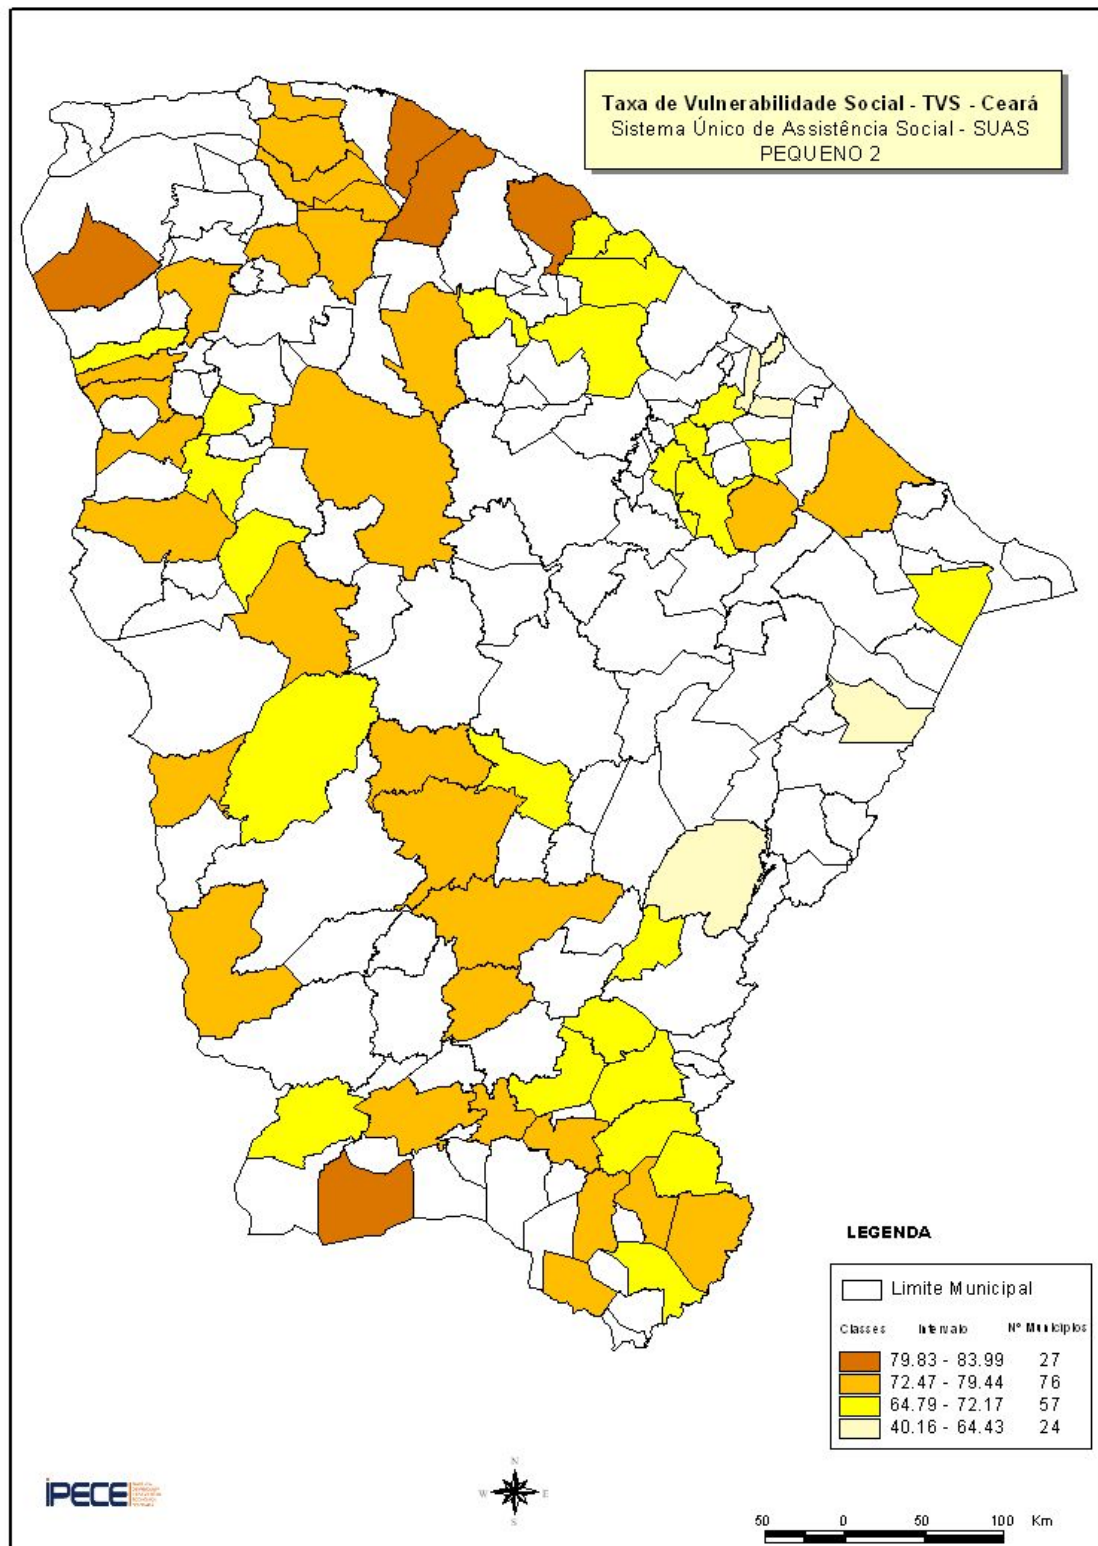 Taxa de Vulnerabilidade Social - TVS - Ceará
Sistema Único de Assistência Social - SUAS
PEQUENO 2
LEGENDA
Limite Municipal
Classes Intervalo Nº Municípios
79.83 - 83.99 27
72.47 - 79.44 76
64.79 - 72.17 57
40.16 - 64.43 24
IPECE
N
W E
S
50 0 50 100 Km